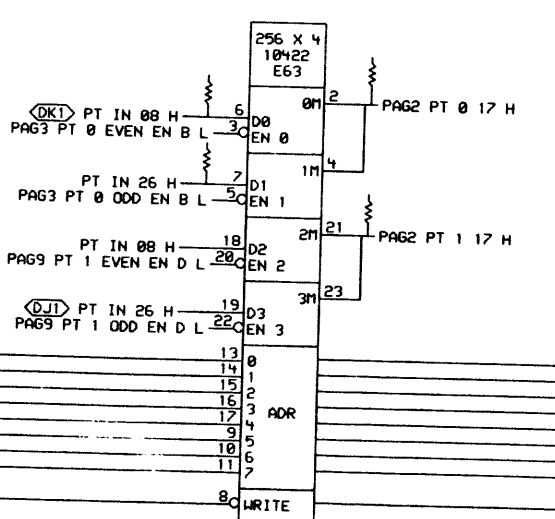 256 X 4
10422
E63
0M 2 PAG2 PT 0 17 H
DK1 PT IN 08 H 6 D0
PAG3 PT 0 EVEN EN B L 3 EN 0
1M 4
PT IN 26 H 7 D1
PAG3 PT 0 ODD EN B L 5 EN 1
2M 21 PAG2 PT 1 17 H
PT IN 08 H 18 D2
PAG9 PT 1 EVEN EN D L 20 EN 2
3M 23
DJ1 PT IN 26 H 19 D3
PAG9 PT 1 ODD EN D L 22 EN 3
13 0
14 1
15 2
16 3
17 4
ADR
9 5
10 6
11 7
8 WRITE